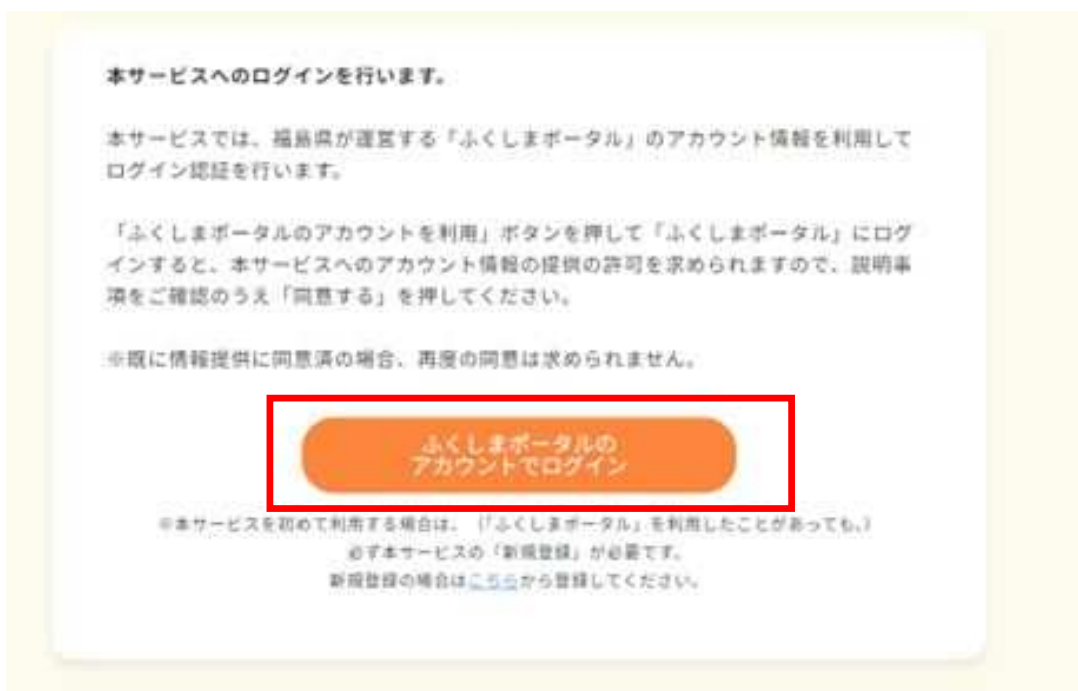 本サービスへのログインを行います。
本サービスでは、福島県が運営する「ふくしまポータル」のアカウント情報を利用して
ログイン認証を行います。
「ふくしまポータルのアカウントを利用」ボタンを押して「ふくしまポータル」にログ
インすると、本サービスへのアカウント情報の提供の許可を求められますので、説明事
項をご確認のうえ「同意する」を押してください。
※既に情報提供に同意済の場合、再度の同意は求められません。
ふくしまポータルの
アカウントでログイン
※本サービスを初めて利用する場合は、(「ふくしまポータル」を利用したことがあっても、)
必ず本サービスの「新規登録」が必要です。
新規登録の場合はこちらから登録してください。